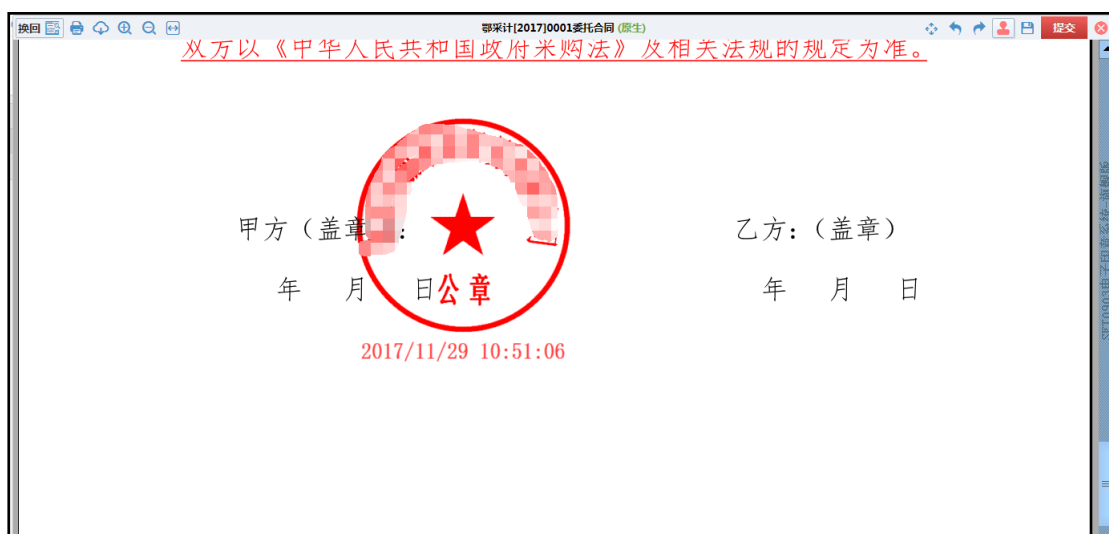 换回
鄂采计[2017]0001委托合同 (原生)
提交
双方以《中华人民共和国政府采购法》及相关法规的规定为准。
甲方（盖章 ：
乙方：（盖章）
年 月 日
公章
年 月 日
2017/11/29 10:51:06